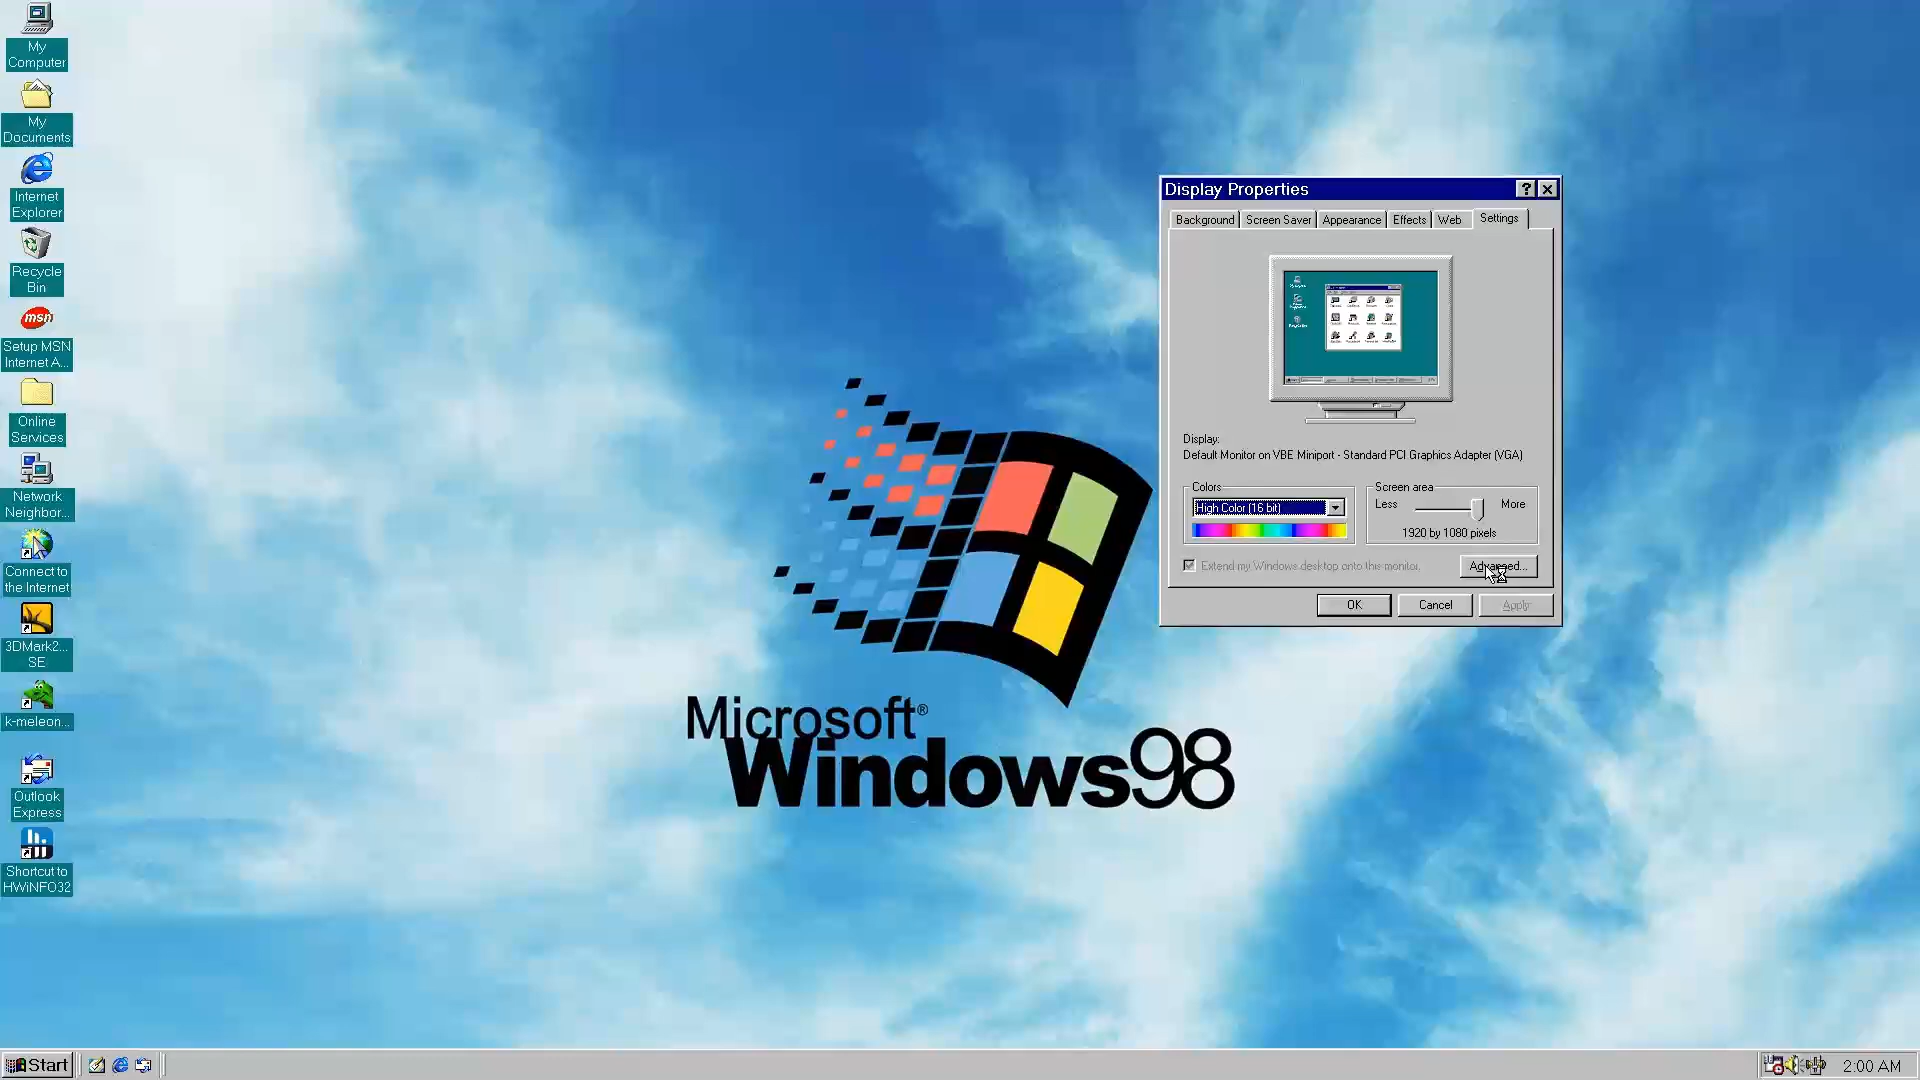 My
Computer
My
Documents
Internet
Explorer
Recycle
Bin
msn
Setup MSN
Internet A...
Online
Services
Network
Neighbor...
Connect to
the Internet
3DMark2...
SE
k-meleon...
Outlook
Express
Shortcut to
HWiNFO32
Microsoft®
Windows98
Display Properties
Background
Screen Saver
Appearance
Effects
Web
Settings
Display:
Default Monitor on VBE Miniport - Standard PCI Graphics Adapter (VGA)
Colors
High Color (16 bit)
Screen area
Less
More
1920 by 1080 pixels
Extend my Windows desktop onto this monitor.
Advanced...
OK
Cancel
Apply
Start
2:00 AM